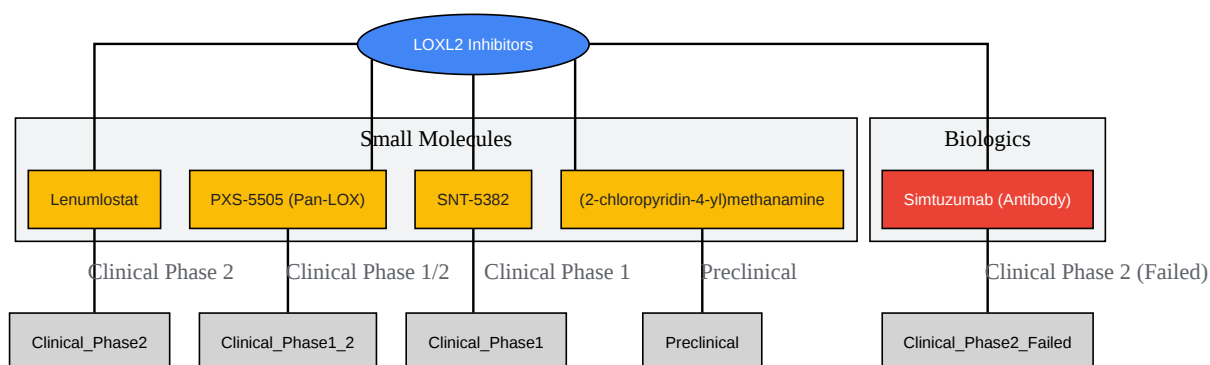 LOXL2 Inhibitors
Small Molecules
Biologics
Lenumlostat
PXS-5505 (Pan-LOX)
SNT-5382
(2-chloropyridin-4-yl)methanamine
Simtuzumab (Antibody)
Clinical Phase 2
Clinical Phase 1/2
Clinical Phase 1
Preclinical
Clinical Phase 2 (Failed)
Clinical_Phase2
Clinical_Phase1_2
Clinical_Phase1
Preclinical
Clinical_Phase2_Failed